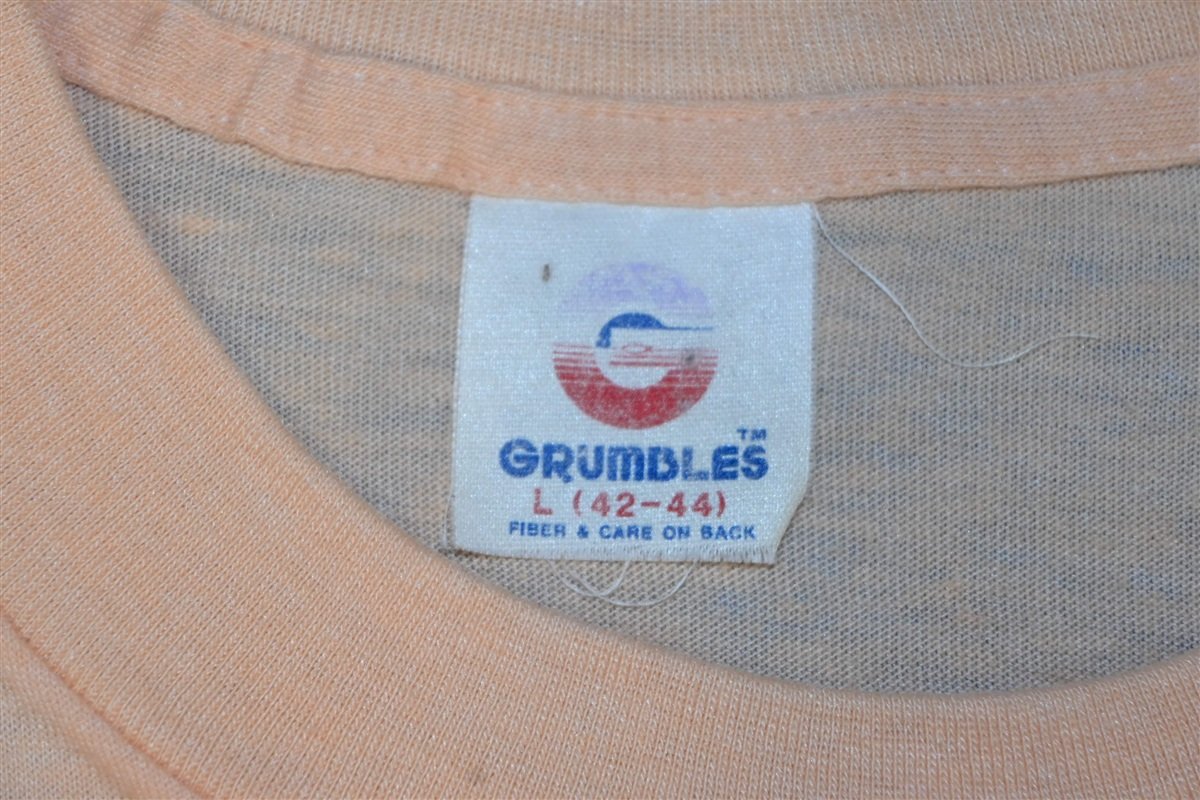 G
GRUMBLES™
L (42-44)
FIBER & CARE ON BACK